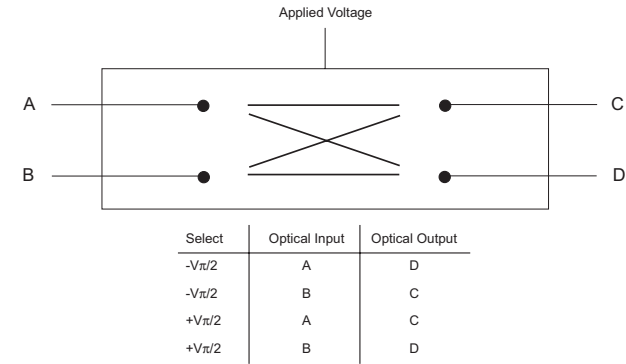 Applied Voltage
A
C
B
D
Select Optical Input Optical Output
-Vπ/2 A D
-Vπ/2 B C
+Vπ/2 A C
+Vπ/2 B D